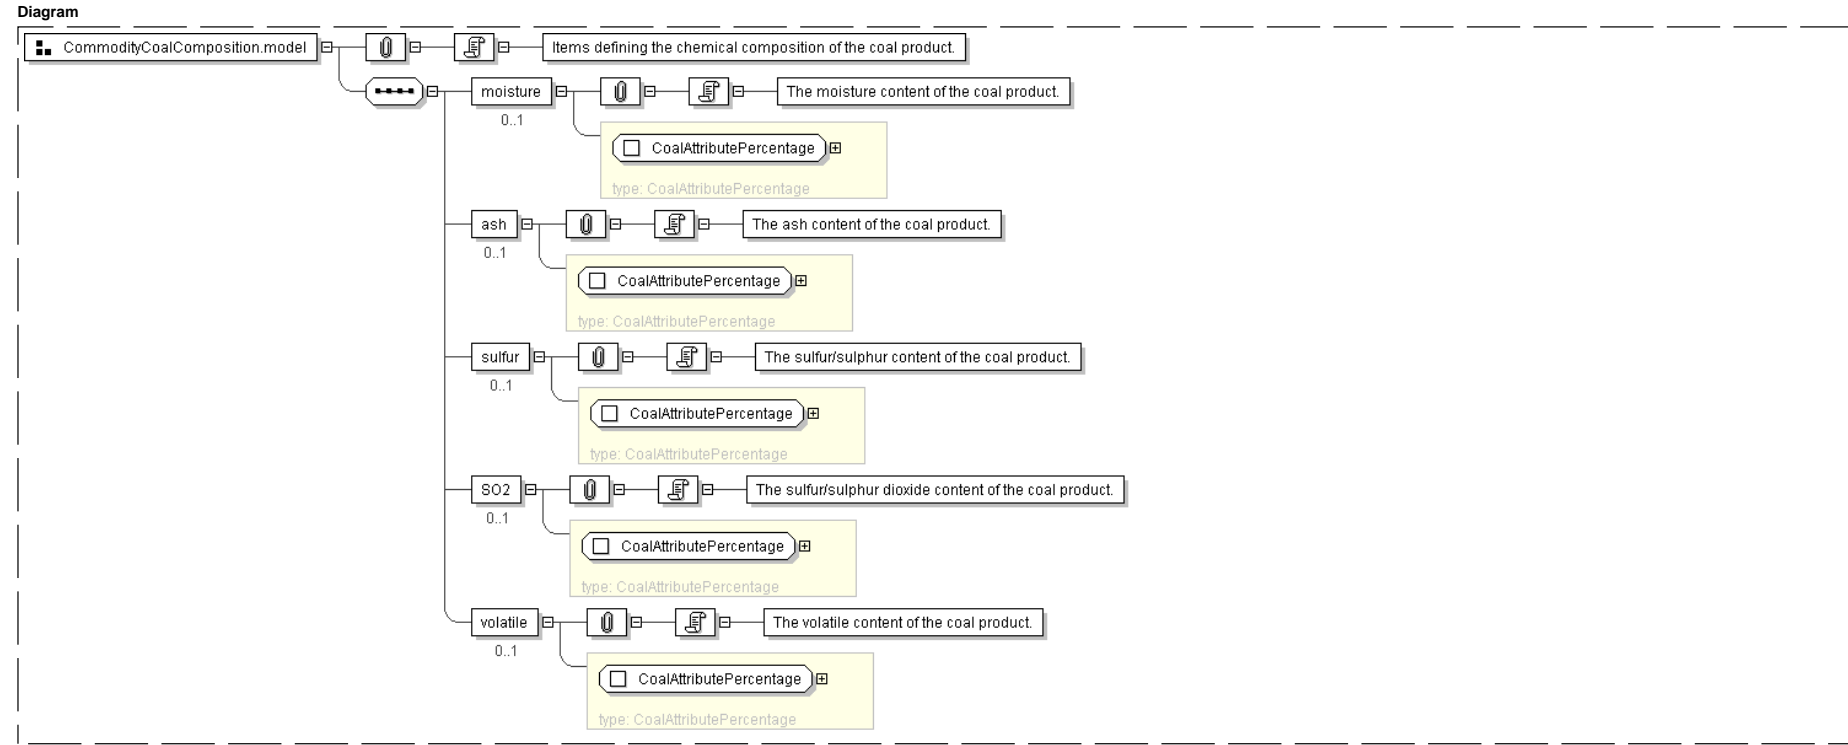 Diagram
CommodityCoalComposition.model
Items defining the chemical composition of the coal product.
moisture
The moisture content of the coal product.
0..1
CoalAttributePercentage
type: CoalAttributePercentage
ash
The ash content of the coal product.
0..1
CoalAttributePercentage
type: CoalAttributePercentage
sulfur
The sulfur/sulphur content of the coal product.
0..1
CoalAttributePercentage
type: CoalAttributePercentage
SO2
The sulfur/sulphur dioxide content of the coal product.
0..1
CoalAttributePercentage
type: CoalAttributePercentage
volatile
The volatile content of the coal product.
0..1
CoalAttributePercentage
type: CoalAttributePercentage